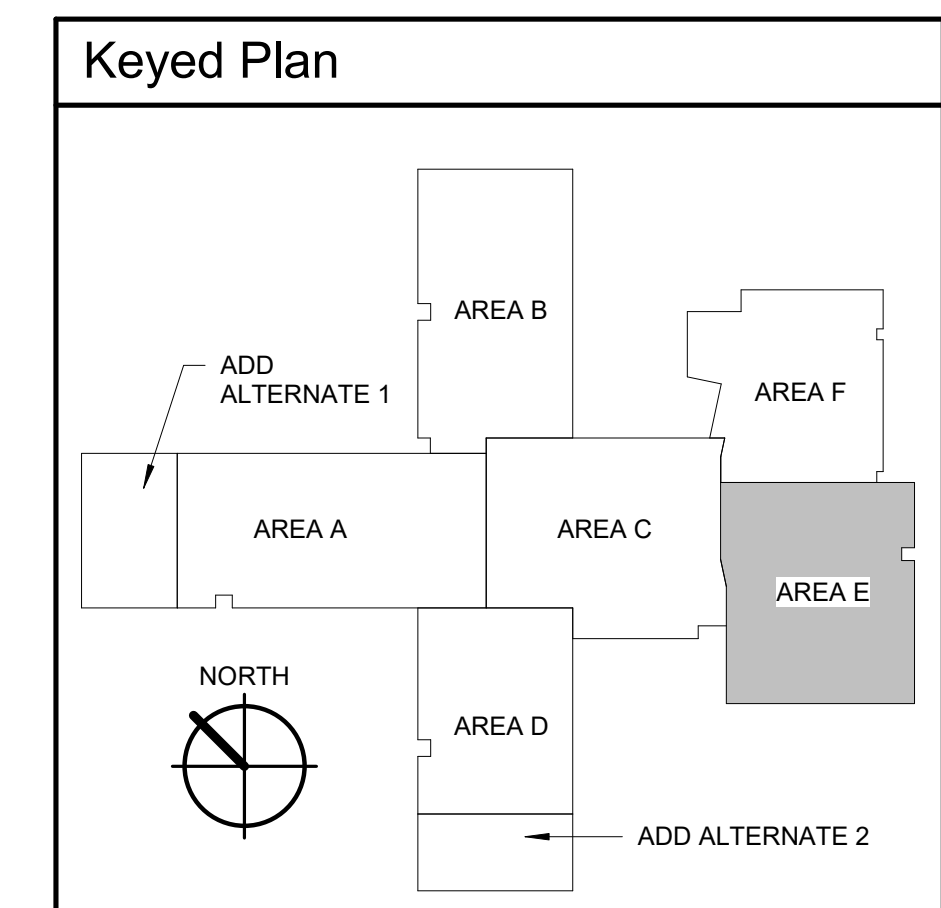 Keyed Plan
AREA B
ADD
ALTERNATE 1
AREA F
AREA A
AREA C
AREA E
NORTH
AREA D
ADD ALTERNATE 2